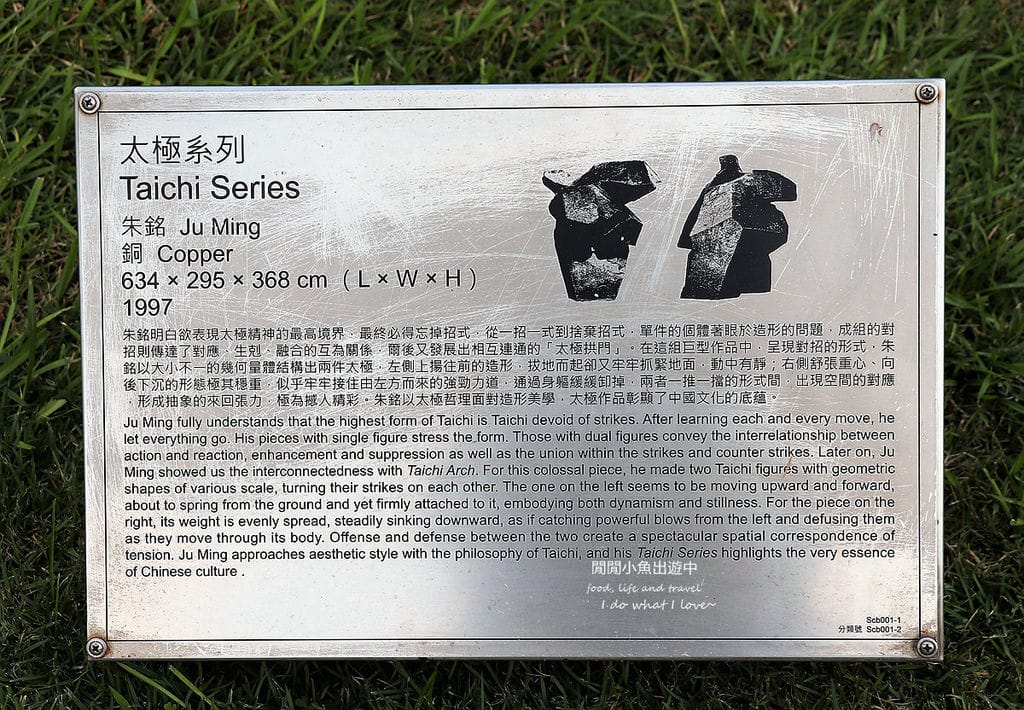 太極系列
Taichi Series
朱銘 Ju Ming
銅 Copper
634 × 295 × 368 cm ( L × W × H )
1997
朱銘明白欲表現太極精神的最高境界，最終必得忘掉招式，從一招一式到捨棄招式，單件的個體著眼於造形的問題，成組的對
招則傳達了對應、生剋、融合的互為關係，爾後又發展出相互連通的「太極拱門」。在這組巨型作品中，呈現對招的形式，朱
銘以大小不一的幾何量體結構出兩件太極，左側上揚往前的造形，拔地而起卻又牢牢抓緊地面，動中有靜；右側舒張重心、向
後下沉的形態極其穩重，似乎牢牢接住由左方而來的強勁力道，通過身軀緩緩卸掉，兩者一推一擋的形式間，出現空間的對應
，形成抽象的來回張力，極為撼人精彩。朱銘以太極哲理面對造形美學，太極作品彰顯了中國文化的底蘊。
Ju Ming fully understands that the highest form of Taichi is Taichi devoid of strikes. After learning each and every move, he
let everything go. His pieces with single figure stress the form. Those with dual figures convey the interrelationship between
action and reaction, enhancement and suppression as well as the union within the strikes and counter strikes. Later on, Ju
Ming showed us the interconnectedness with Taichi Arch. For this colossal piece, he made two Taichi figures with geometric
shapes of various scale, turning their strikes on each other. The one on the left seems to be moving upward and forward,
about to spring from the ground and yet firmly attached to it, embodying both dynamism and stillness. For the piece on the
right, its weight is evenly spread, steadily sinking downward, as if catching powerful blows from the left and defusing them
as they move through its body. Offense and defense between the two create a spectacular spatial correspondence of
tension. Ju Ming approaches aesthetic style with the philosophy of Taichi, and his Taichi Series highlights the very essence
of Chinese culture .
閒閒小魚出遊中
food, life and travel
I do what I love~
Scb001-1
分類號 Scb001-2